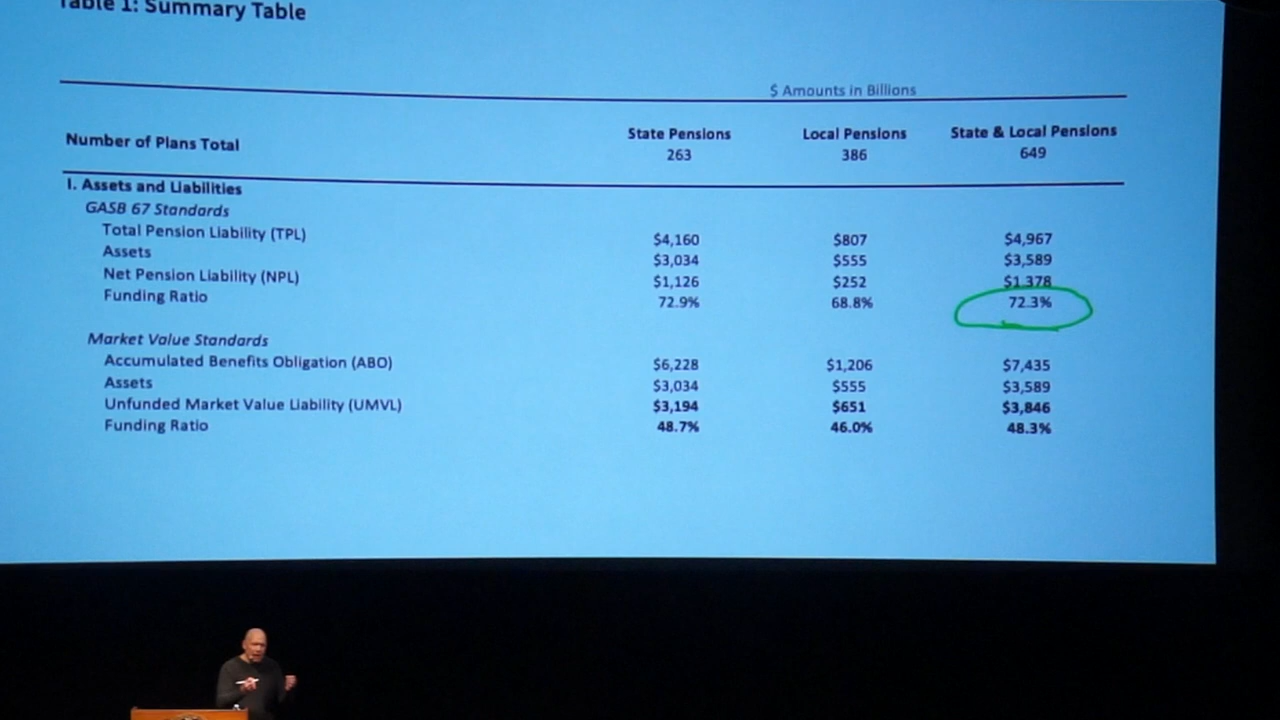 Table 1: Summary Table
$ Amounts in Billions
Number of Plans Total State Pensions Local Pensions State & Local Pensions
263 386 649
I. Assets and Liabilities
GASB 67 Standards
Total Pension Liability (TPL) $4,160 $807 $4,967
Assets $3,034 $555 $3,589
Net Pension Liability (NPL) $1,126 $252 $1,378
Funding Ratio 72.9% 68.8% 72.3%
Market Value Standards
Accumulated Benefits Obligation (ABO) $6,228 $1,206 $7,435
Assets $3,034 $555 $3,589
Unfunded Market Value Liability (UMVL) $3,194 $651 $3,846
Funding Ratio 48.7% 46.0% 48.3%